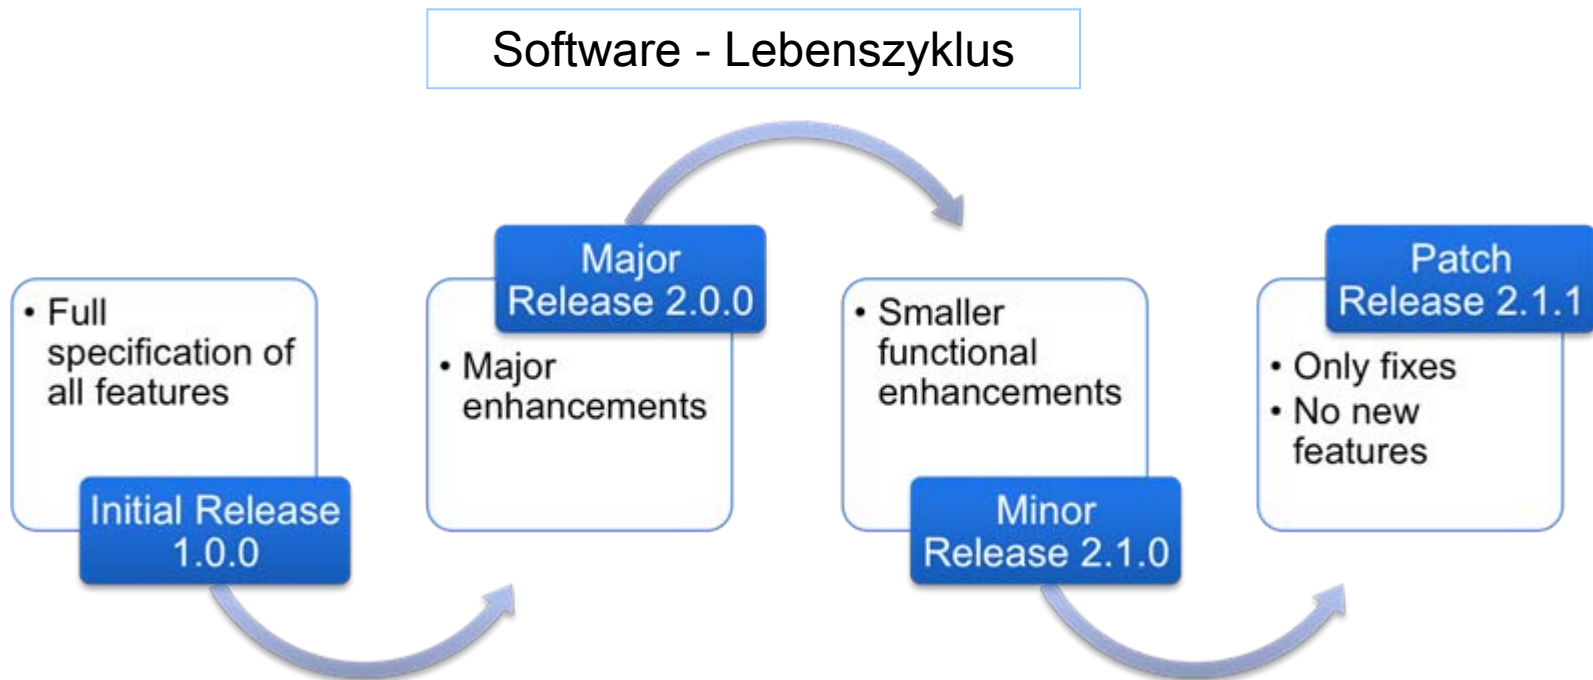 Software - Lebenszyklus
• Full
specification of
all features
Initial Release
1.0.0
Major
Release 2.0.0
• Major
enhancements
• Smaller
functional
enhancements
Minor
Release 2.1.0
Patch
Release 2.1.1
• Only fixes
• No new
features